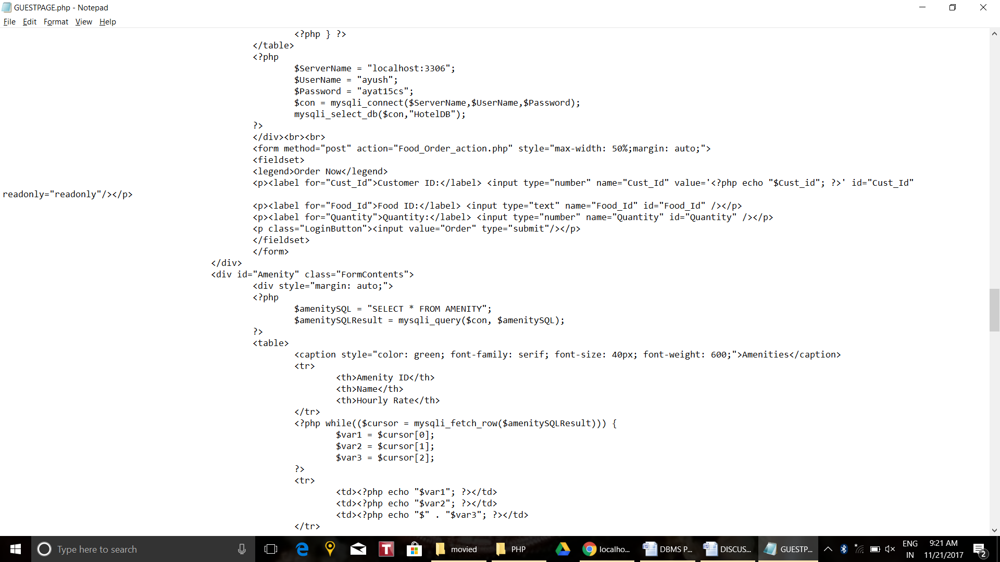 GUESTPAGE.php - Notepad
File Edit Format View Help
<?php } ?>
</table>
<?php
$ServerName = "localhost:3306";
$UserName = "ayush";
$Password = "ayat15cs";
$con = mysqli_connect($ServerName,$UserName,$Password);
mysqli_select_db($con,"HotelDB");
?>
</div><br><br>
<form method="post" action="Food_Order_action.php" style="max-width: 50%;margin: auto;">
<fieldset>
<legend>Order Now</legend>
<p><label for="Cust_Id">Customer ID:</label> <input type="number" name="Cust_Id" value='<?php echo "$Cust_id"; ?>' id="Cust_Id"
readonly="readonly"/></p>
<p><label for="Food_Id">Food ID:</label> <input type="text" name="Food_Id" id="Food_Id" /></p>
<p><label for="Quantity">Quantity:</label> <input type="number" name="Quantity" id="Quantity" /></p>
<p class="LoginButton"><input value="Order" type="submit"/></p>
</fieldset>
</form>
</div>
<div id="Amenity" class="FormContents">
<div style="margin: auto;">
<?php
$amenitySQL = "SELECT * FROM AMENITY";
$amenitySQLResult = mysqli_query($con, $amenitySQL);
?>
<table>
<caption style="color: green; font-family: serif; font-size: 40px; font-weight: 600;">Amenities</caption>
<tr>
<th>Amenity ID</th>
<th>Name</th>
<th>Hourly Rate</th>
</tr>
<?php while(($cursor = mysqli_fetch_row($amenitySQLResult))) {
$var1 = $cursor[0];
$var2 = $cursor[1];
$var3 = $cursor[2];
?>
<tr>
<td><?php echo "$var1"; ?></td>
<td><?php echo "$var2"; ?></td>
<td><?php echo "$" . "$var3"; ?></td>
</tr>
Type here to search
T
movied
PHP
localho...
DBMS P...
DISCUS...
GUESTP...
ENG
IN
9:21 AM
11/21/2017
2